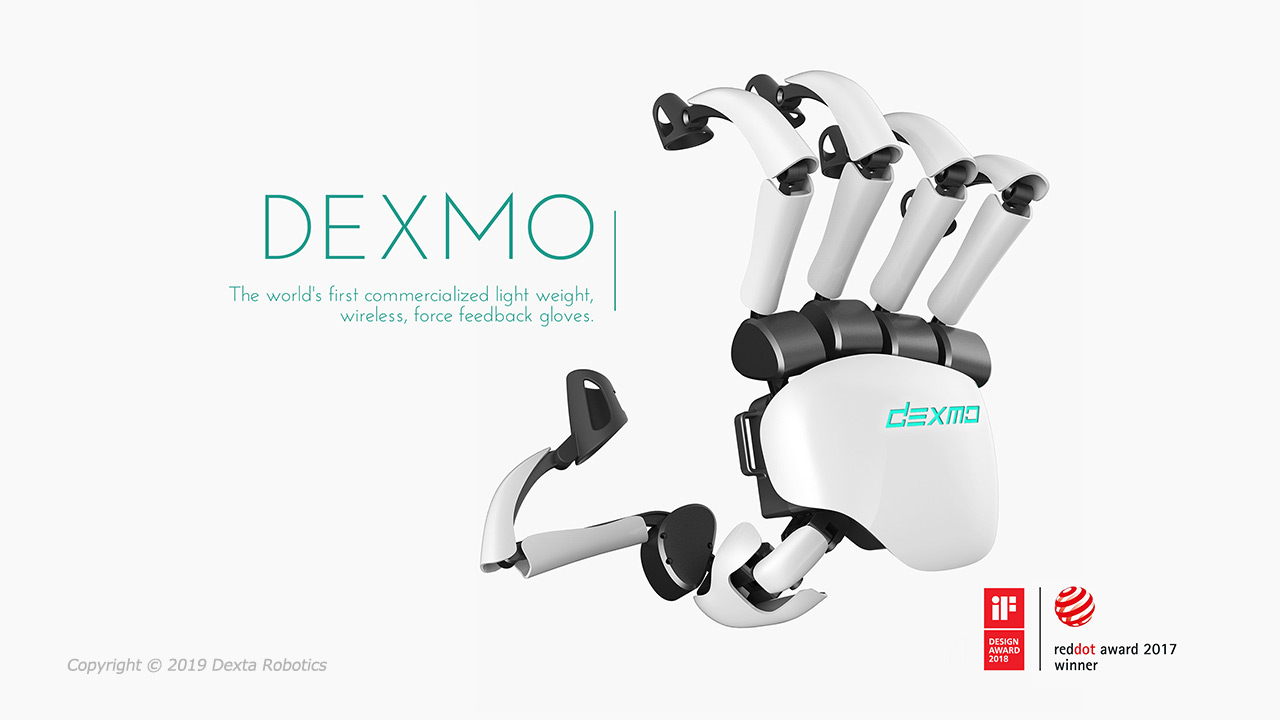 DEXMO
The world's first commercialized light weight,
wireless, force feedback gloves.
dexmo
iF
DESIGN
AWARD
2018
reddot award 2017
winner
Copyright © 2019 Dexta Robotics